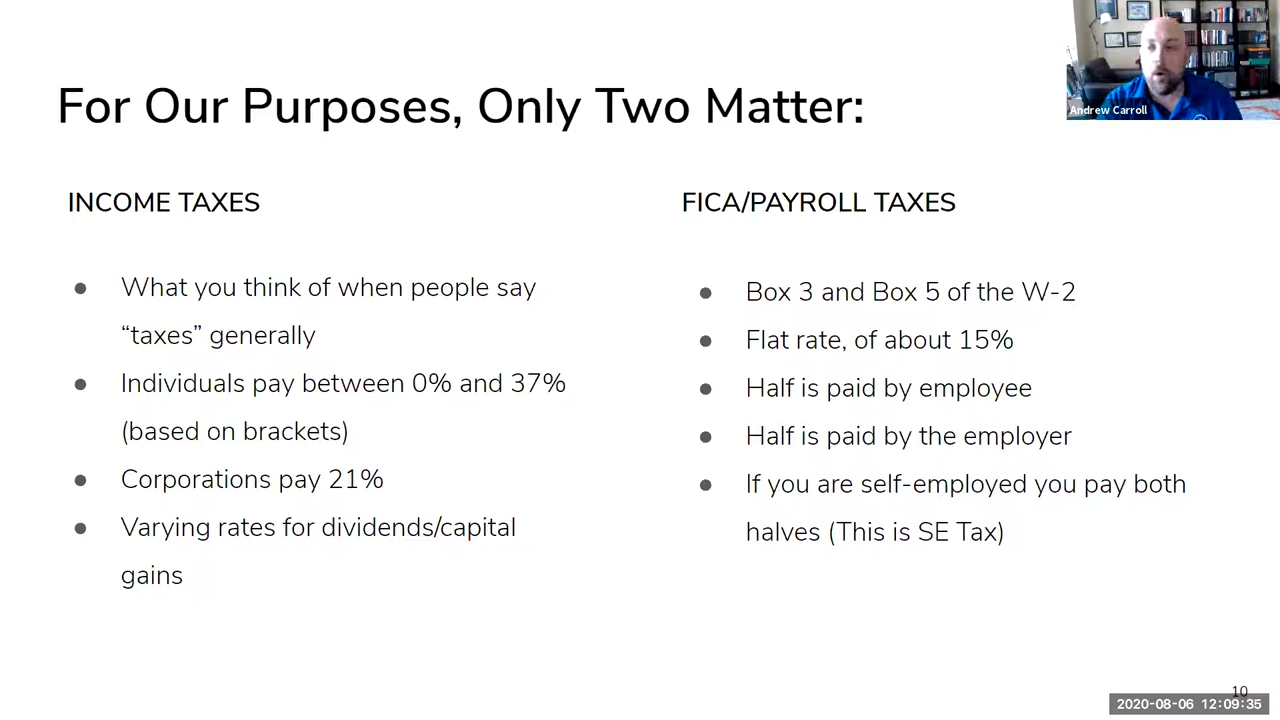 Andrew Carroll
For Our Purposes, Only Two Matter:
INCOME TAXES
● What you think of when people say
“taxes” generally
● Individuals pay between 0% and 37%
(based on brackets)
● Corporations pay 21%
● Varying rates for dividends/capital
gains
FICA/PAYROLL TAXES
● Box 3 and Box 5 of the W-2
● Flat rate, of about 15%
● Half is paid by employee
● Half is paid by the employer
● If you are self-employed you pay both
halves (This is SE Tax)
10
2020-08-06 12:09:35